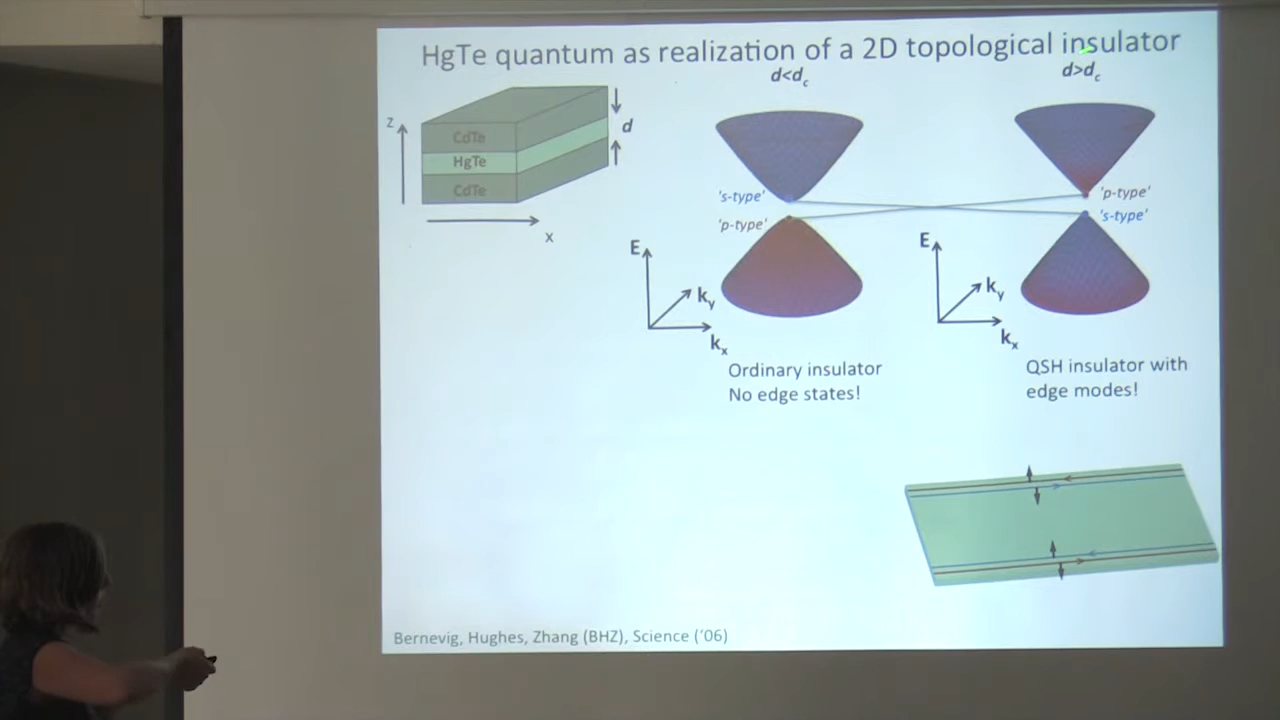 HgTe quantum as realization of a 2D topological insulator
d<dc
d>dc
z
CdTe
HgTe
CdTe
d
x
's-type'
'p-type'
'p-type'
's-type'
E
ky
kx
E
ky
kx
Ordinary insulator
No edge states!
QSH insulator with
edge modes!
Bernevig, Hughes, Zhang (BHZ), Science ('06)